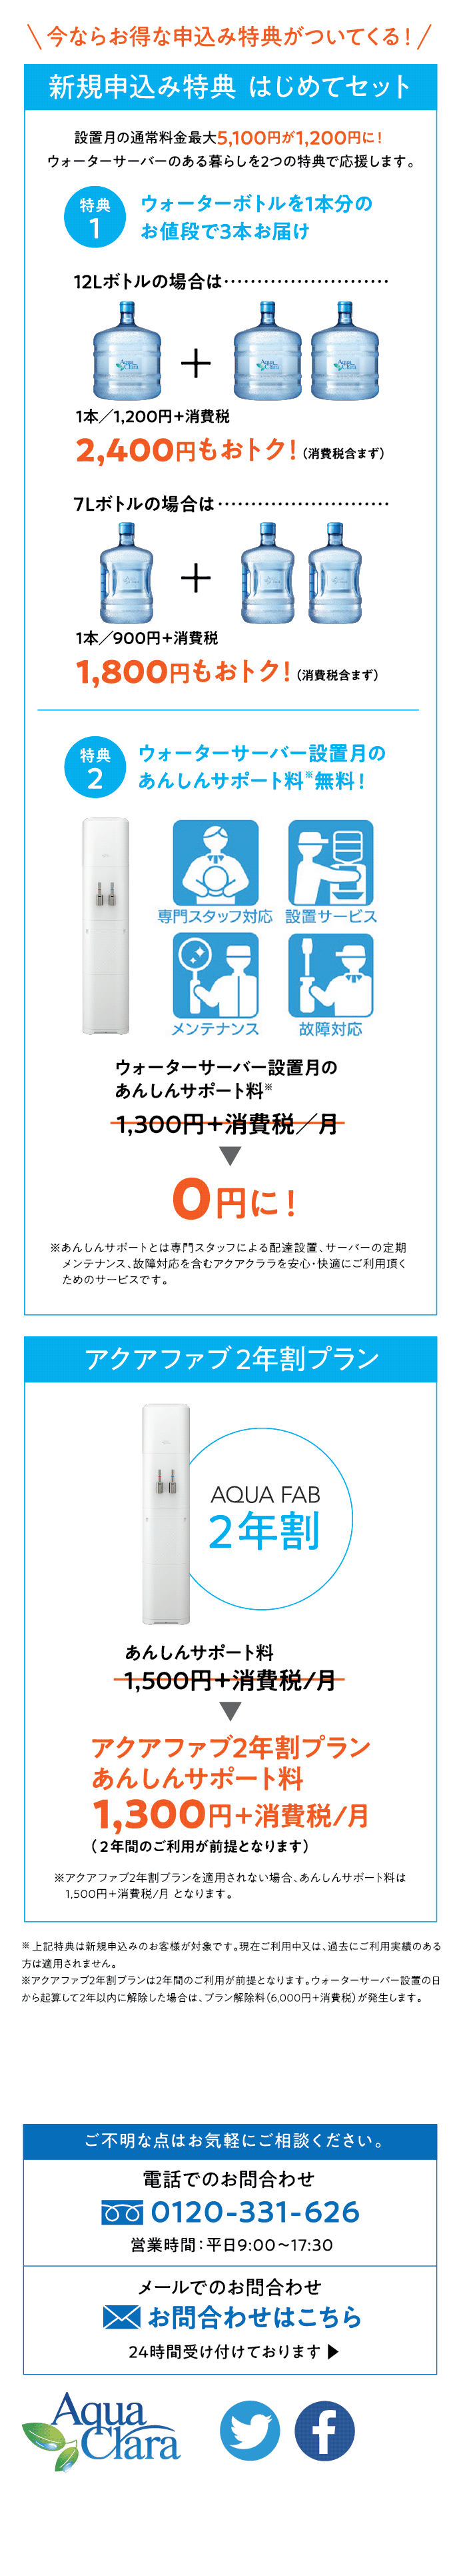 今ならお得な申込み特典がついてくる！
新規申込み特典 はじめてセット
設置月の通常料金最大5,100円が1,200円に！
ウォーターサーバーのある暮らしを2つの特典で応援します。
特典
1
ウォーターボトルを1本分の
お値段で3本お届け
12Lボトルの場合は
Aqua Clara
Aqua Clara
Aqua Clara
＋
1本／1,200円＋消費税
2,400円もおトク！（消費税含まず）
7Lボトルの場合は
＋
1本／900円＋消費税
1,800円もおトク！（消費税含まず）
特典
2
ウォーターサーバー設置月の
あんしんサポート料※無料！
専門スタッフ対応
設置サービス
メンテナンス
故障対応
ウォーターサーバー設置月の
あんしんサポート料※
1,300円＋消費税／月
▼
0円に！
※あんしんサポートとは専門スタッフによる配達設置、サーバーの定期
メンテナンス、故障対応を含むアクアクララを安心・快適にご利用頂く
ためのサービスです。
アクアファブ2年割プラン
AQUA FAB
2年割
あんしんサポート料
1,500円＋消費税/月
▼
アクアファブ2年割プラン
あんしんサポート料
1,300円＋消費税/月
（２年間のご利用が前提となります）
※アクアファブ2年割プランを適用されない場合、あんしんサポート料は
1,500円＋消費税/月 となります。
※上記特典は新規申込みのお客様が対象です。現在ご利用中又は、過去にご利用実績のある
方は適用されません。
※アクアファブ2年割プランは2年間のご利用が前提となります。ウォーターサーバー設置の日
から起算して2年以内に解除した場合は、プラン解除料（6,000円＋消費税）が発生します。
ご不明な点はお気軽にご相談ください。
電話でのお問合わせ
0120-331-626
営業時間：平日9:00〜17:30
メールでのお問合わせ
お問合わせはこちら
24時間受け付けております ▶
Aqua
Clara